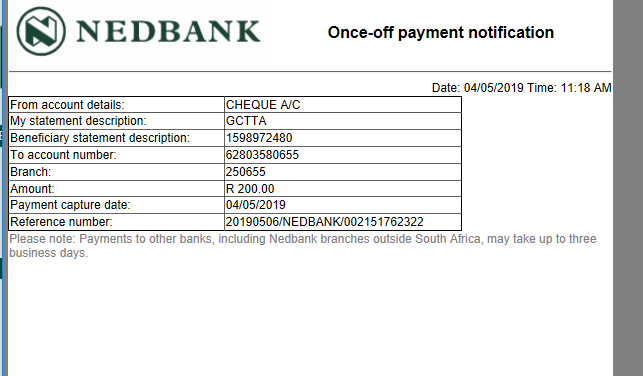 NEDBANK
Once-off payment notification
Date: 04/05/2019 Time: 11:18 AM
From account details: CHEQUE A/C
My statement description: GCTTA
Beneficiary statement description: 1598972480
To account number: 62803580655
Branch: 250655
Amount: R 200.00
Payment capture date: 04/05/2019
Reference number: 20190506/NEDBANK/002151762322
Please note: Payments to other banks, including Nedbank branches outside South Africa, may take up to three
business days.